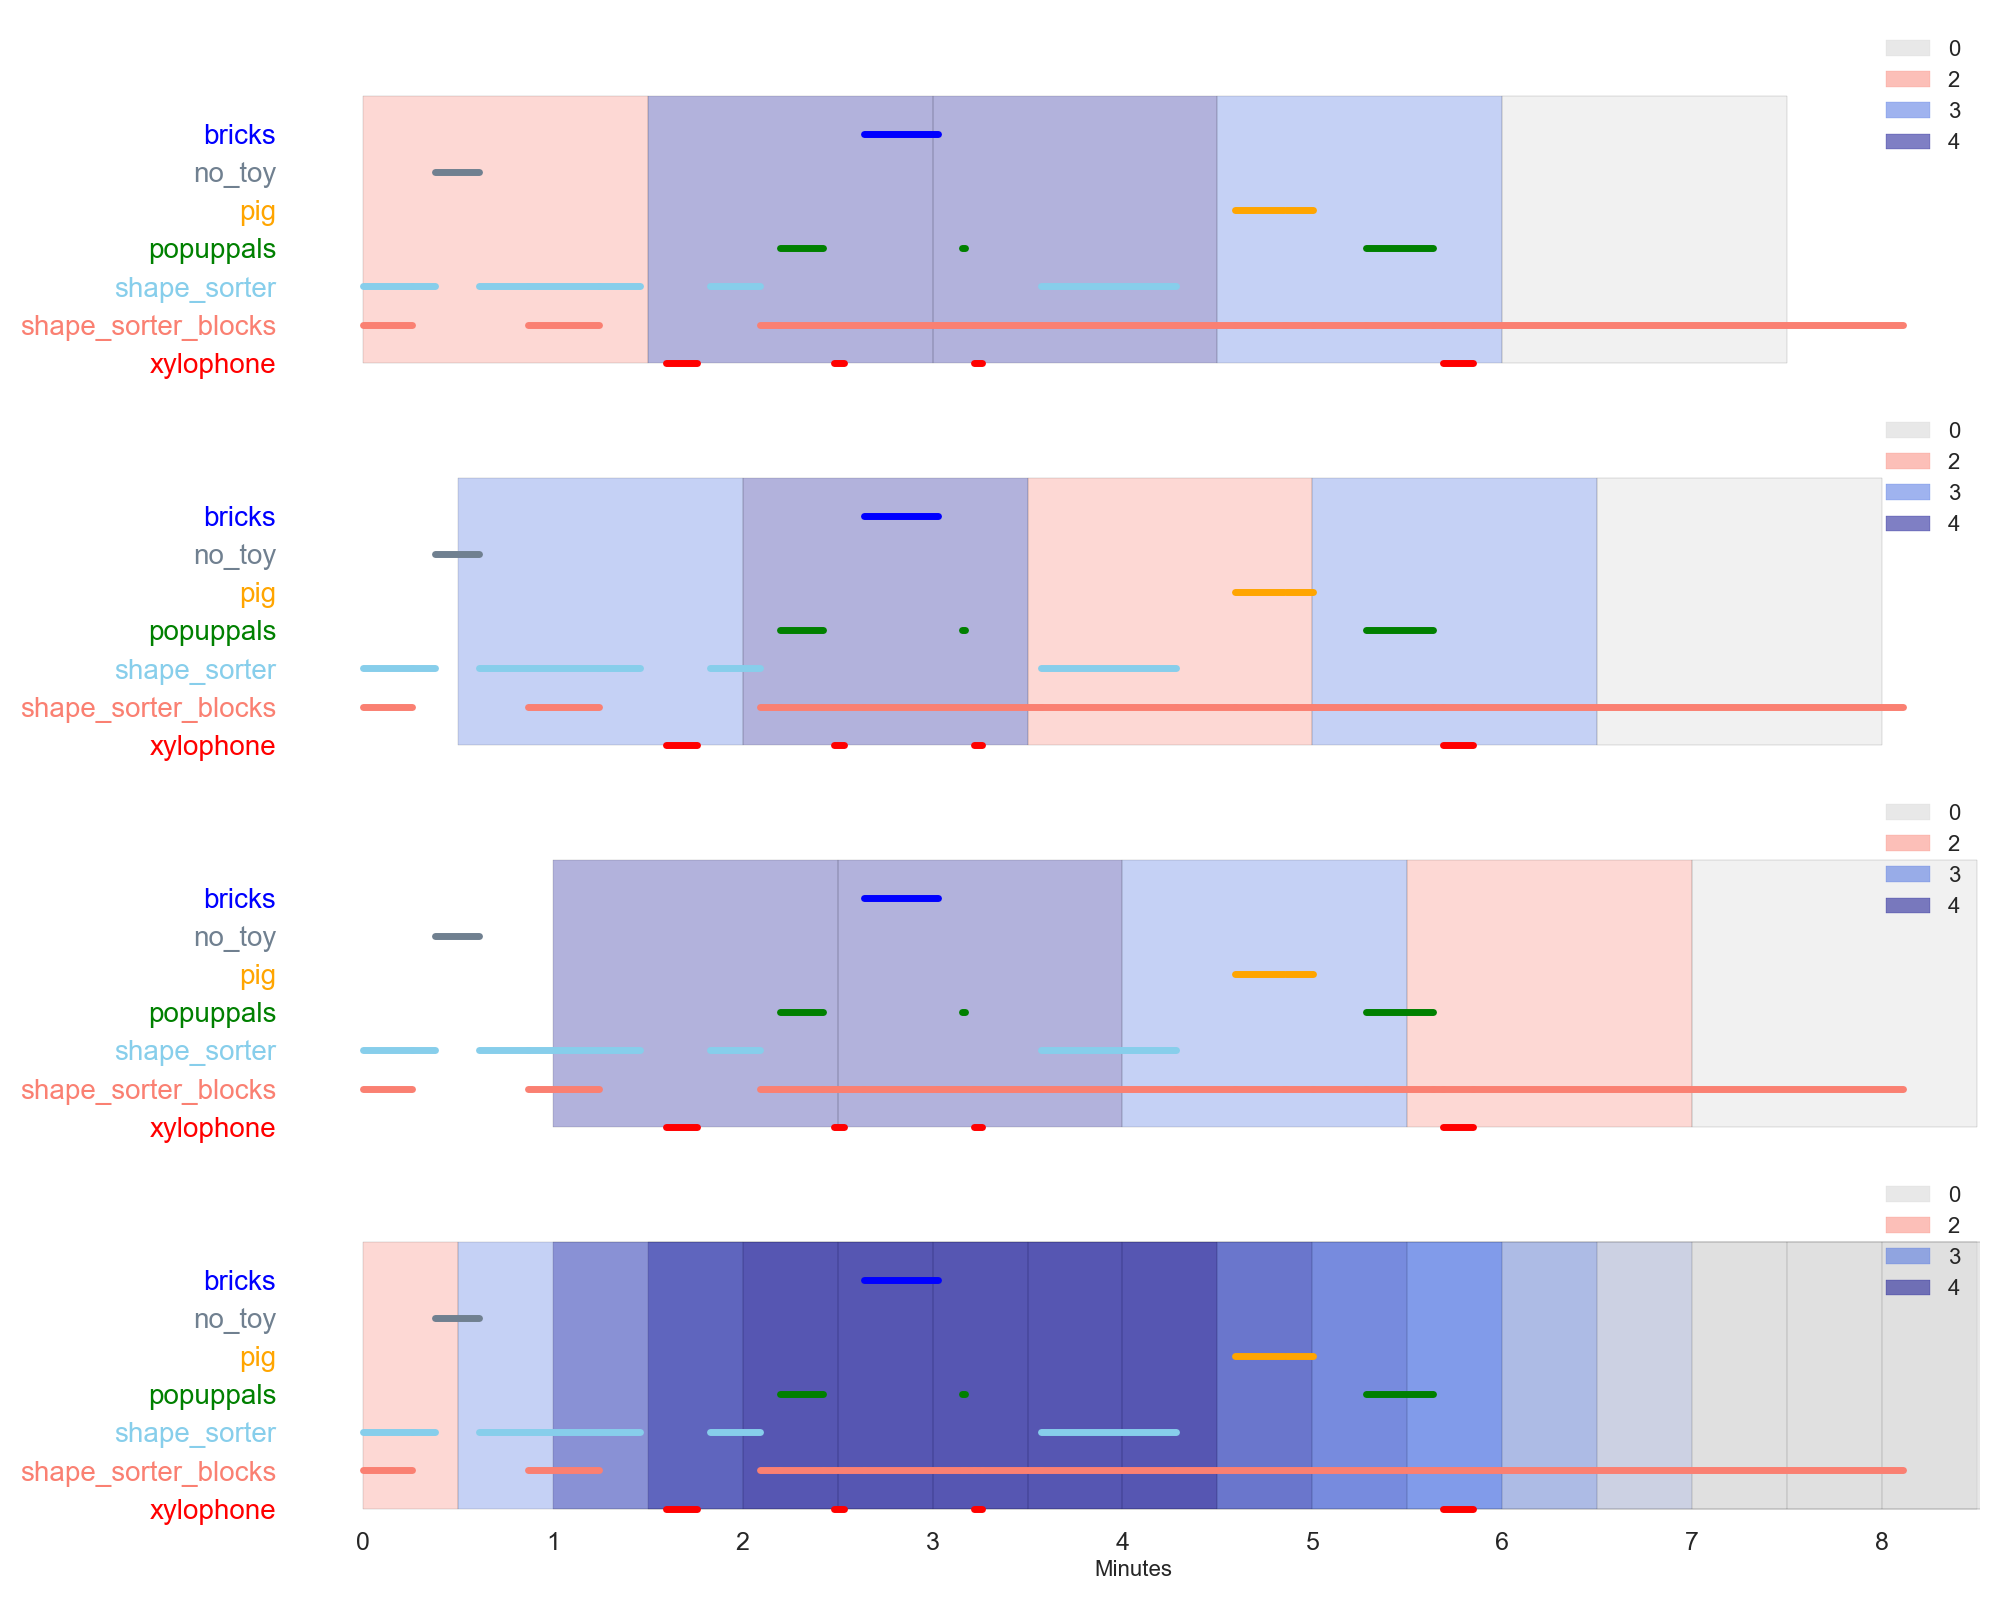 0
2
3
4
bricks
no_toy
pig
popuppals
shape_sorter
shape_sorter_blocks
xylophone
0
2
3
4
bricks
no_toy
pig
popuppals
shape_sorter
shape_sorter_blocks
xylophone
0
2
3
4
bricks
no_toy
pig
popuppals
shape_sorter
shape_sorter_blocks
xylophone
0
2
3
4
bricks
no_toy
pig
popuppals
shape_sorter
shape_sorter_blocks
xylophone
0 1 2 3 4 5 6 7 8
Minutes